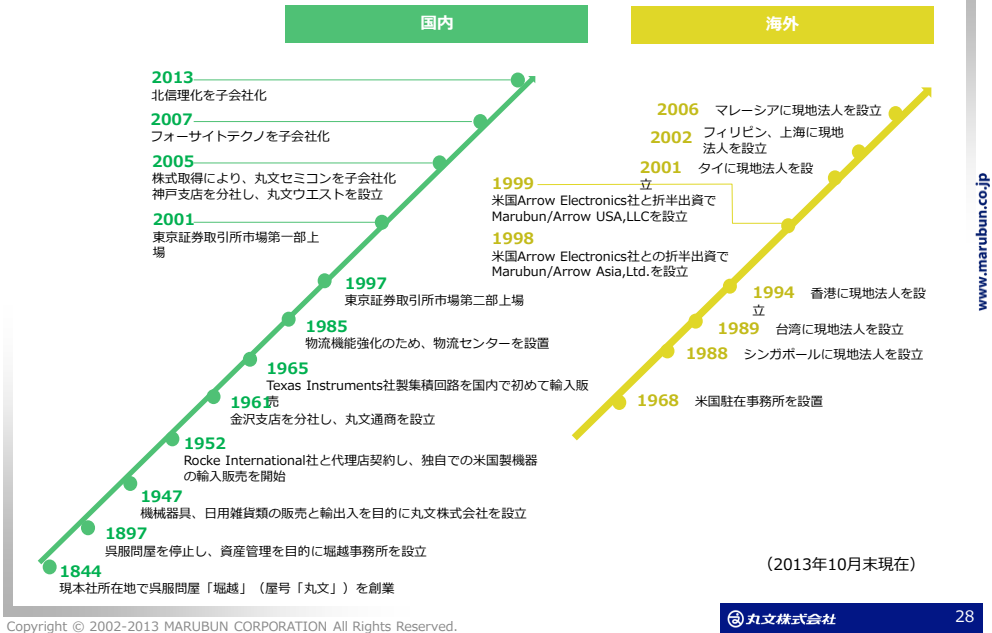 国内
2013
北信理化を子会社化
2007
フォーサイトテクノを子会社化
2005
株式取得により、丸文セミコンを子会社化
神戸支店を分社し、丸文ウエストを設立
2001
東京証券取引所市場第一部上
場
1997
東京証券取引所市場第二部上場
1985
物流機能強化のため、物流センターを設置
1965
Texas Instruments社製集積回路を国内で初めて輸入販
売
1961
金沢支店を分社し、丸文通商を設立
1952
Rocke International社と代理店契約し、独自での米国製機器
の輸入販売を開始
1947
機械器具、日用雑貨類の販売と輸出入を目的に丸文株式会社を設立
1897
呉服問屋を停止し、資産管理を目的に堀越事務所を設立
1844
現本社所在地で呉服問屋「堀越」（屋号「丸文」）を創業
海外
2006 マレーシアに現地法人を設立
2002 フィリピン、上海に現地
法人を設立
2001 タイに現地法人を設
立
1999
米国Arrow Electronics社と折半出資で
Marubun/Arrow USA,LLCを設立
1998
米国Arrow Electronics社との折半出資で
Marubun/Arrow Asia,Ltd.を設立
1994 香港に現地法人を設
立
1989 台湾に現地法人を設立
1988 シンガポールに現地法人を設立
1968 米国駐在事務所を設置
（2013年10月末現在）
www.marubun.co.jp
Copyright © 2002-2013 MARUBUN CORPORATION All Rights Reserved.
丸文株式会社
28